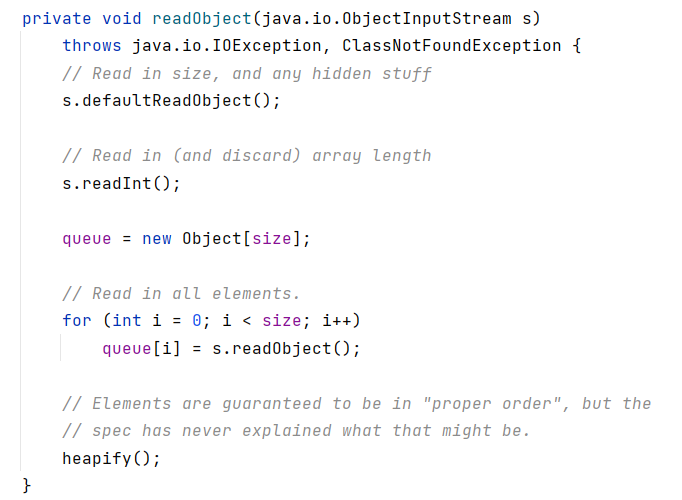 private void readObject(java.io.ObjectInputStream s)
throws java.io.IOException, ClassNotFoundException {
// Read in size, and any hidden stuff
s.defaultReadObject();
// Read in (and discard) array length
s.readInt();
queue = new Object[size];
// Read in all elements.
for (int i = 0; i < size; i++)
queue[i] = s.readObject();
// Elements are guaranteed to be in "proper order", but the
// spec has never explained what that might be.
heapify();
}